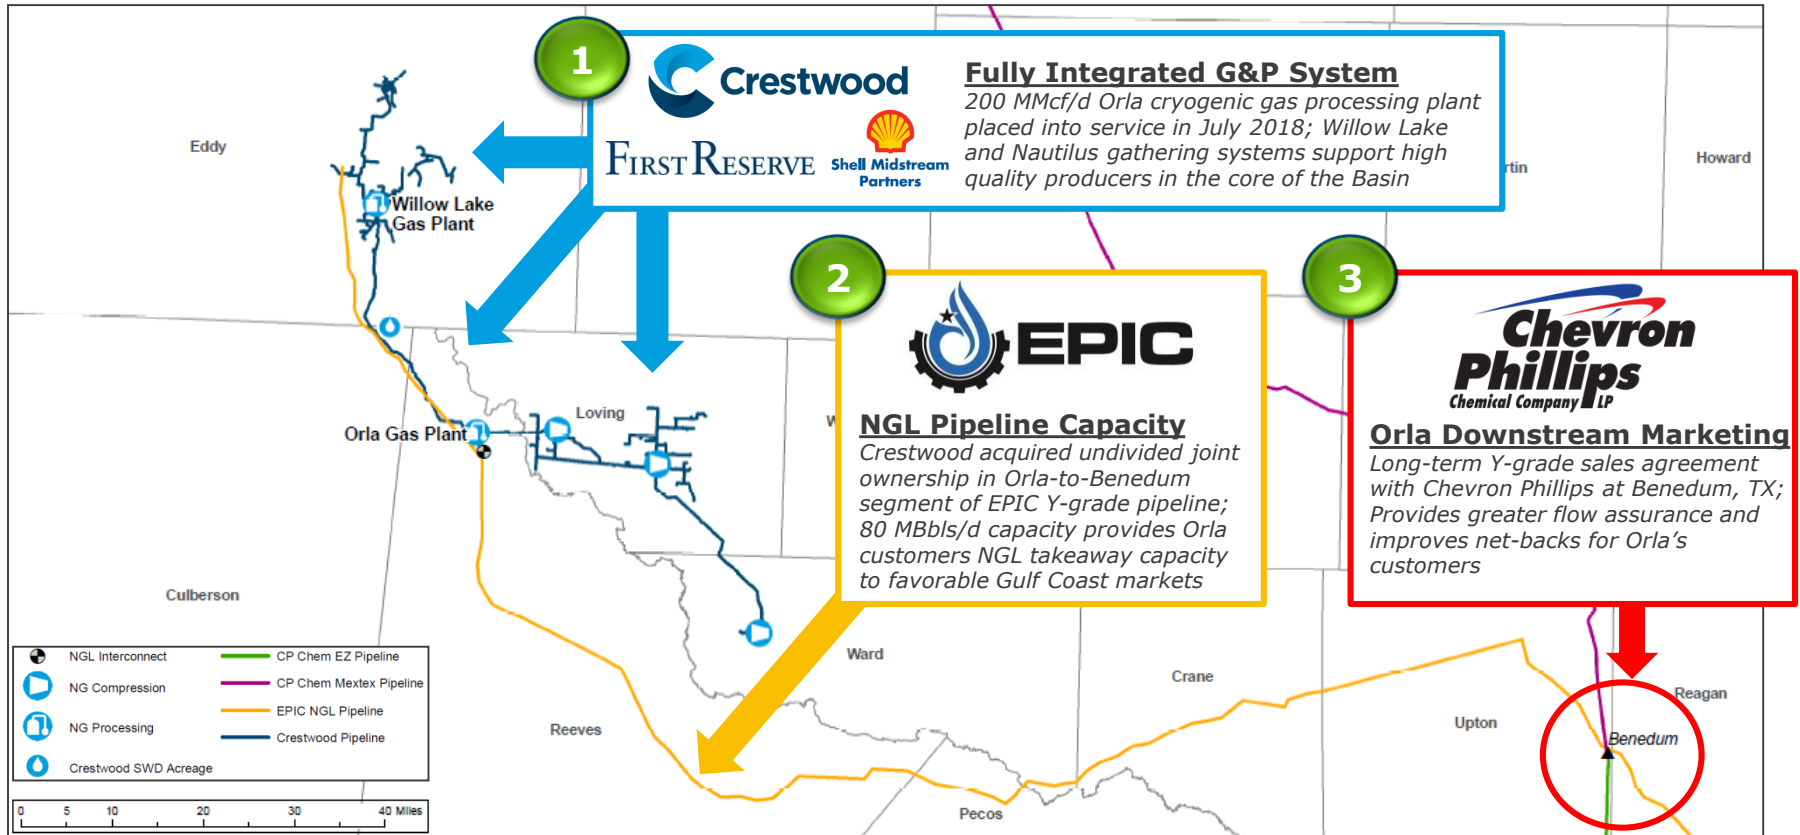 1
Crestwood
FIRST RESERVE
Shell Midstream
Partners
Fully Integrated G&P System
200 MMcf/d Orla cryogenic gas processing plant
placed into service in July 2018; Willow Lake
and Nautilus gathering systems support high
quality producers in the core of the Basin
Eddy
rtin
Howard
Willow Lake
Gas Plant
2
EPIC
NGL Pipeline Capacity
Crestwood acquired undivided joint
ownership in Orla-to-Benedum
segment of EPIC Y-grade pipeline;
80 MBbls/d capacity provides Orla
customers NGL takeaway capacity
to favorable Gulf Coast markets
3
Chevron
Phillips
Chemical Company LP
Orla Downstream Marketing
Long-term Y-grade sales agreement
with Chevron Phillips at Benedum, TX;
Provides greater flow assurance and
improves net-backs for Orla's
customers
Loving
W
Orla Gas Plant
Culberson
Ward
Crane
Reagan
Reeves
Upton
Benedum
Pecos
NGL Interconnect
NG Compression
NG Processing
Crestwood SWD Acreage
CP Chem EZ Pipeline
CP Chem Mextex Pipeline
EPIC NGL Pipeline
Crestwood Pipeline
0 5 10 20 30 40 Miles